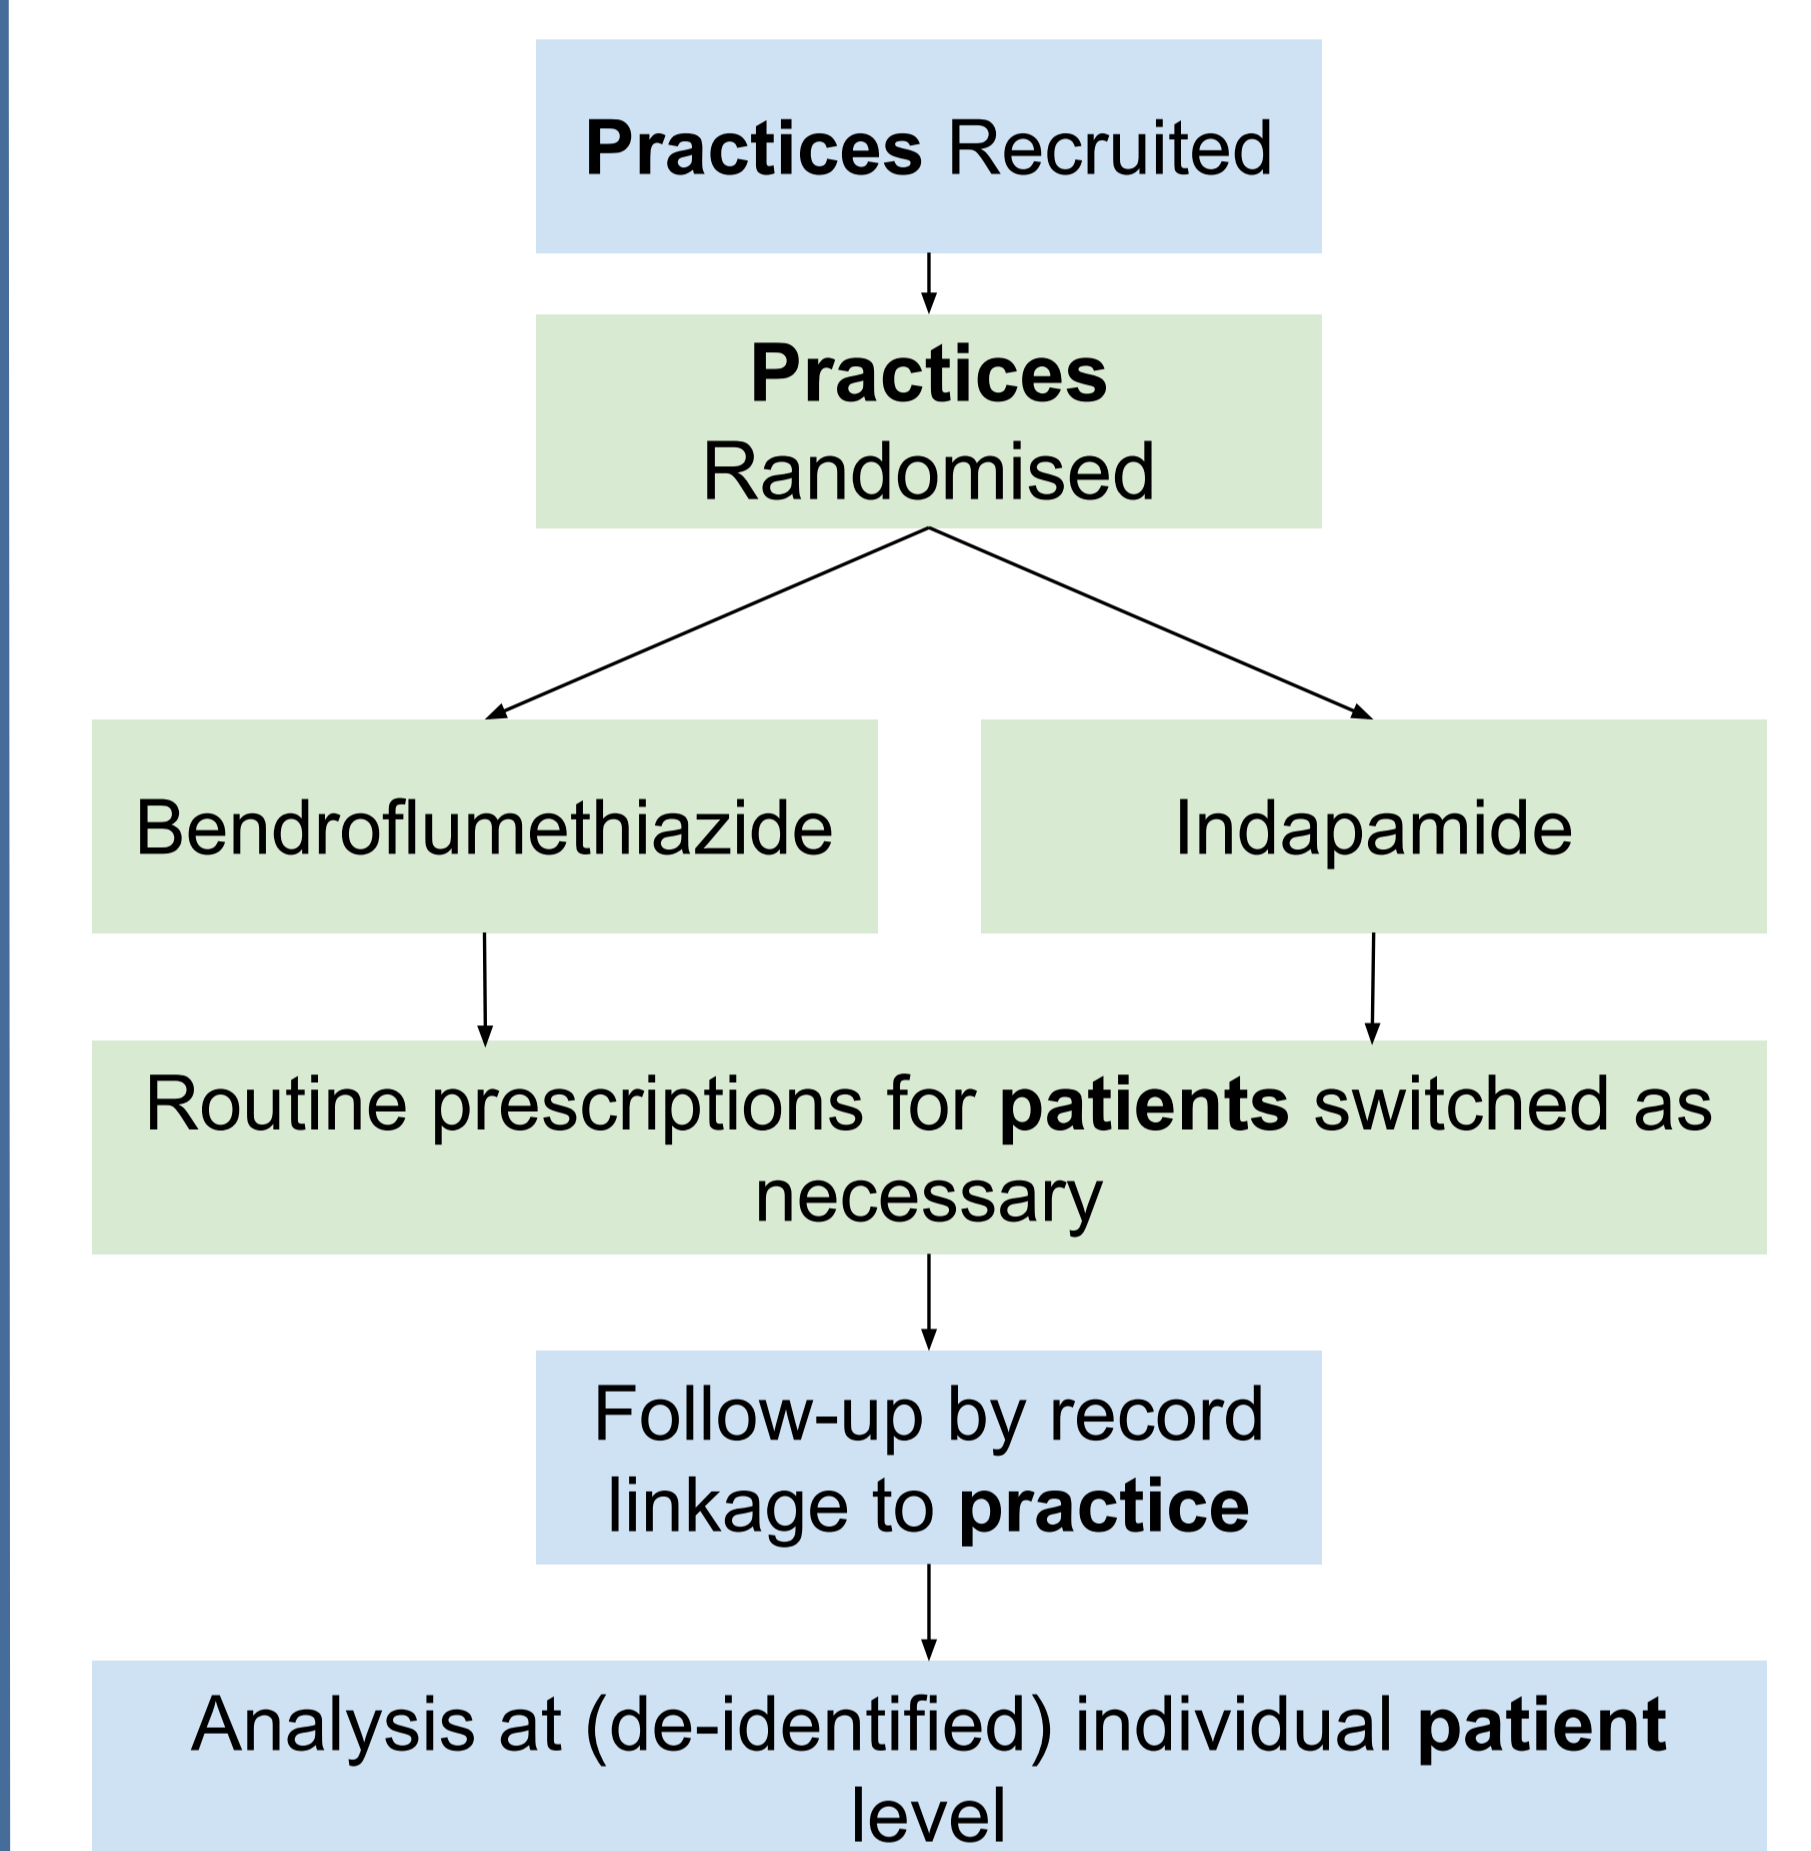 Practices Recruited
Practices
Randomised
Bendroflumethiazide
Indapamide
Routine prescriptions for patients switched as
necessary
Follow-up by record
linkage to practice
Analysis at (de-identified) individual patient
level